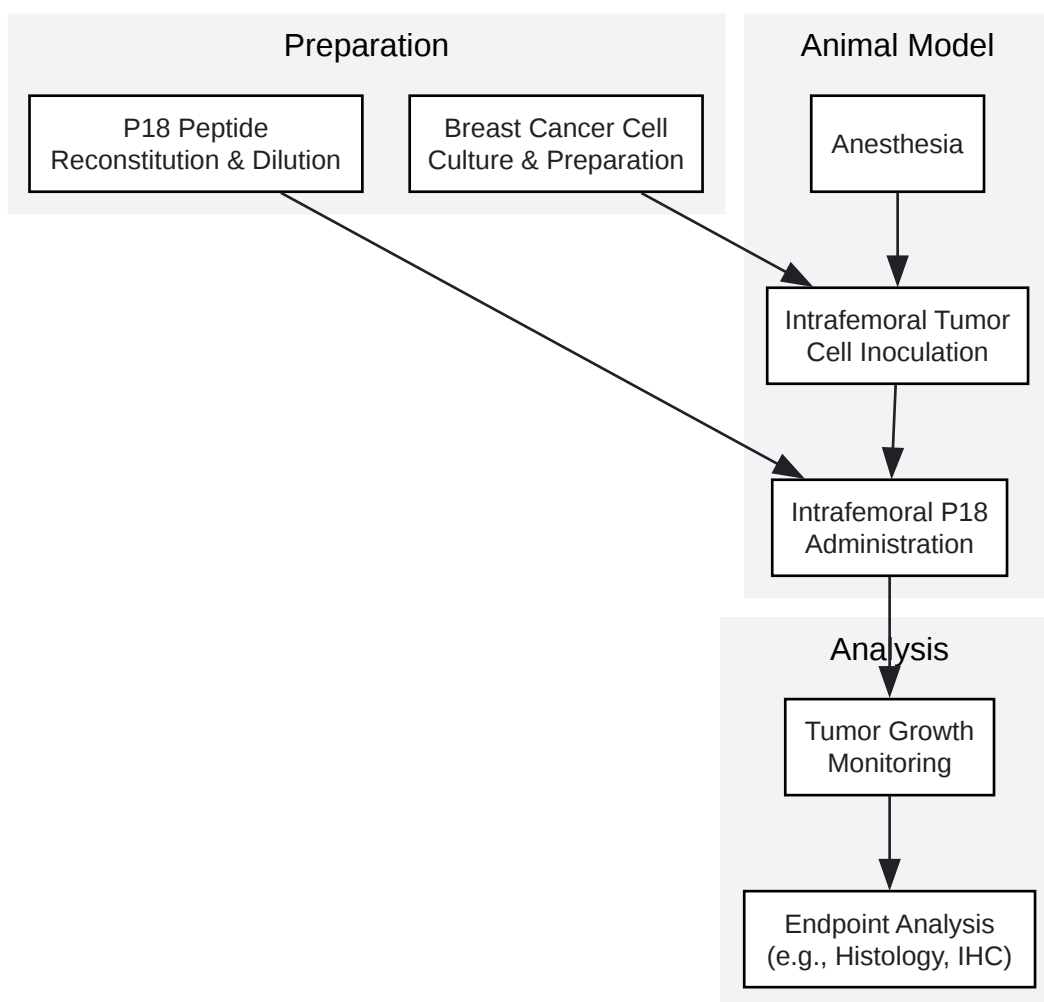 Preparation
Animal Model
P18 Peptide
Reconstitution & Dilution
Breast Cancer Cell
Culture & Preparation
Anesthesia
Intrafemoral Tumor
Cell Inoculation
Intrafemoral P18
Administration
Analysis
Tumor Growth
Monitoring
Endpoint Analysis
(e.g., Histology, IHC)